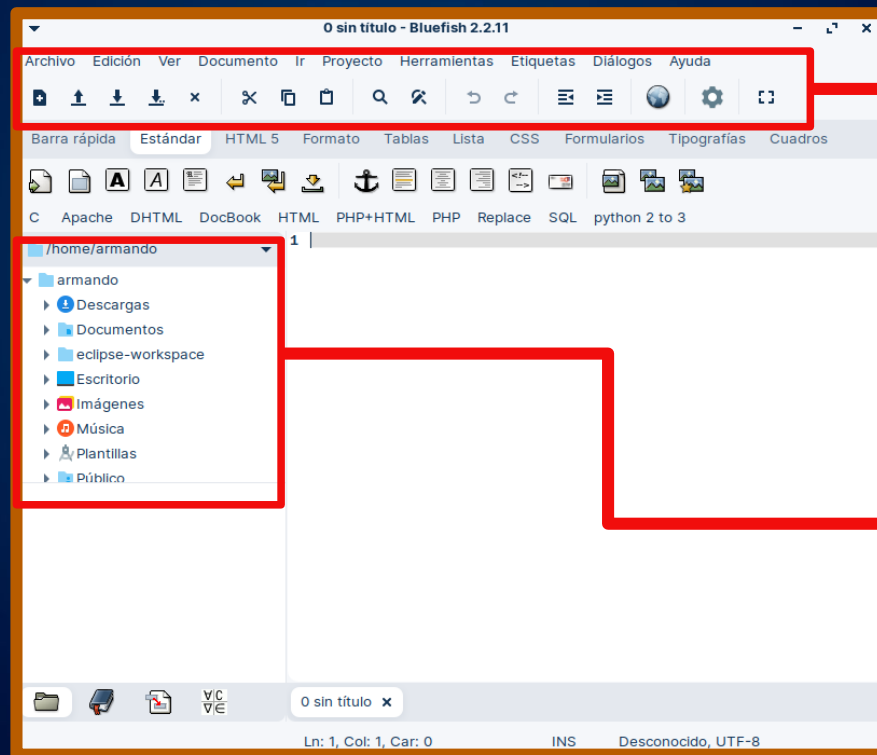 0 sin título - Bluefish 2.2.11
Archivo Edición Ver Documento Ir Proyecto Herramientas Etiquetas Diálogos Ayuda
Barra rápida Estándar HTML 5 Formato Tablas Lista CSS Formularios Tipografías Cuadros
C Apache DHTML DocBook HTML PHP+HTML PHP Replace SQL python 2 to 3
/home/armando
1
armando
Descargas
Documentos
eclipse-workspace
Escritorio
Imágenes
Música
Plantillas
Público
0 sin título
Ln: 1, Col: 1, Car: 0 INS Desconocido, UTF-8